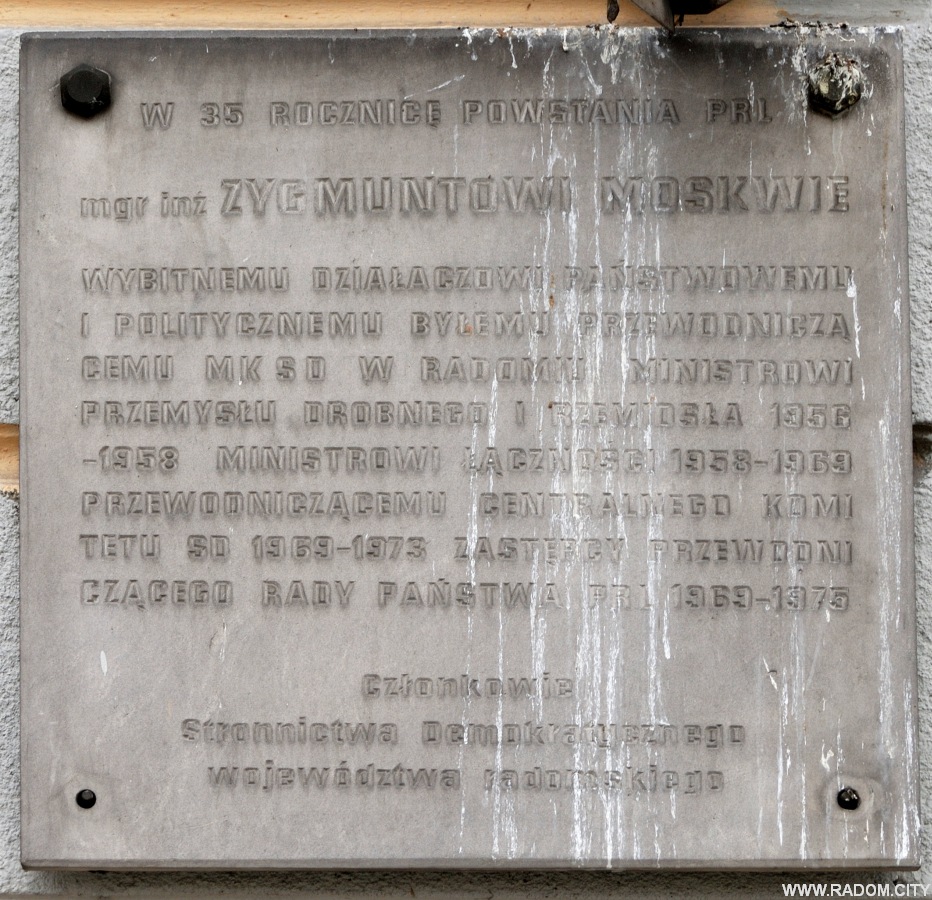 W 35 ROCZNICĘ POWSTANIA PRL
mgr inż ZYGMUNTOWI MOSKWIE
WYBITNEMU DZIAŁACZOWI PAŃSTWOWEMU
I POLITYCZNEMU BYŁEMU PRZEWODNICZĄ
CEMU MK SD W RADOMIU MINISTROWI
PRZEMYSŁU DROBNEGO I RZEMIOSŁA 1956
-1958 MINISTROWI ŁĄCZNOŚCI 1958-1969
PRZEWODNICZĄCEMU CENTRALNEGO KOMI
TETU SD 1969-1973 ZASTĘPCY PRZEWODNI
CZĄCEGO RADY PAŃSTWA PRL 1969-1975
Członkowie
Stronnictwa Demokratycznego
województwa radomskiego
WWW.RADOM.CITY